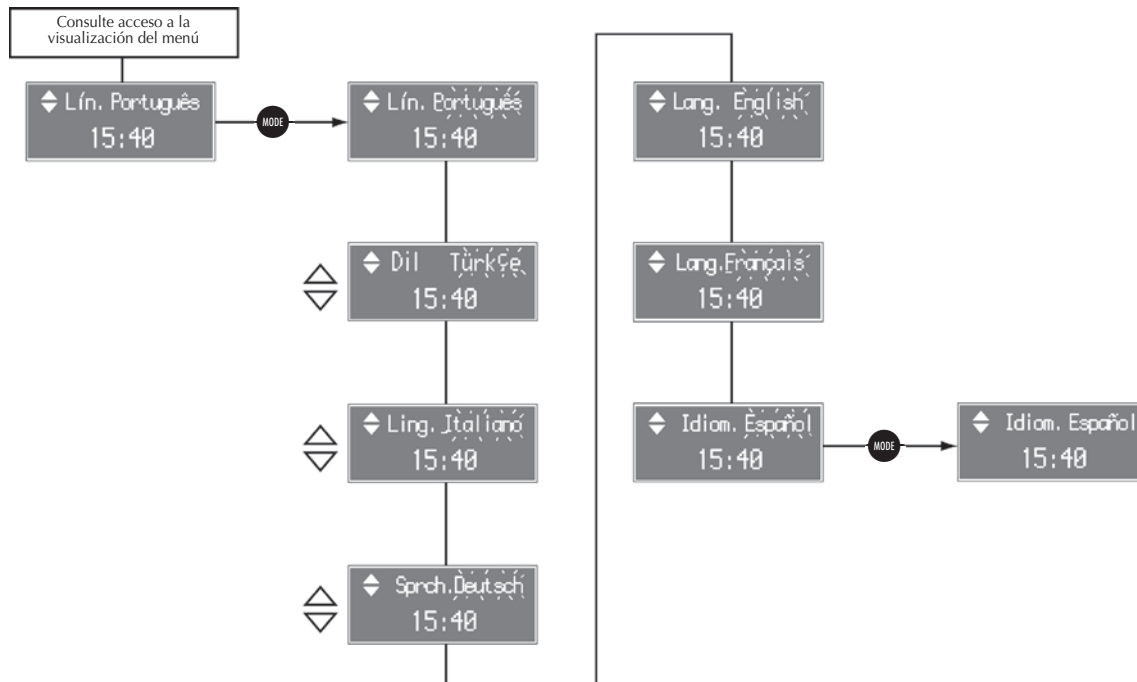 Consulte acceso a la
visualización del menú
Lín. Português
15:40
MODE
Lín. Português
15:40
Dil Türkçe
15:40
Ling. Italiano
15:40
Sprch.Deutsch
15:40
Lang. English
15:40
Lang.Français
15:40
Idiom. Español
15:40
MODE
Idiom. Español
15:40